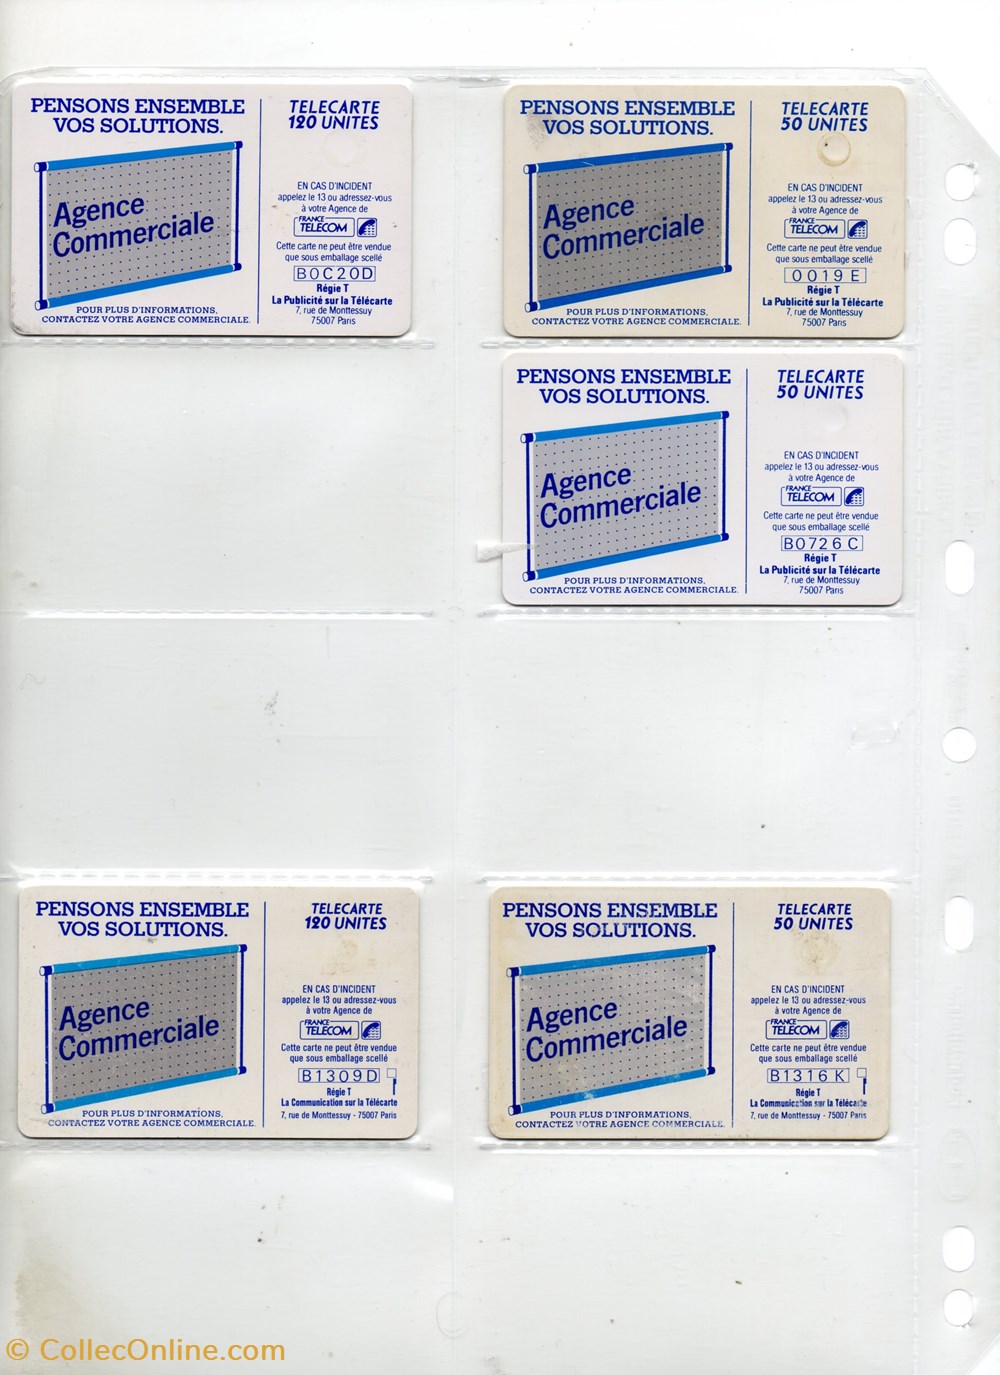 PENSONS ENSEMBLE
VOS SOLUTIONS.
Agence
Commerciale
POUR PLUS D'INFORMATIONS,
CONTACTEZ VOTRE AGENCE COMMERCIALE.
TELECARTE
120 UNITES
EN CAS D'INCIDENT
appelez le 13 ou adressez-vous
à votre Agence de
FRANCE
TELECOM
Cette carte ne peut être vendue
que sous emballage scellé
B0C20D
Régie T
La Publicité sur la Télécarte
7, rue de Monttessuy
75007 Paris
PENSONS ENSEMBLE
VOS SOLUTIONS.
Agence
Commerciale
POUR PLUS D'INFORMATIONS,
CONTACTEZ VOTRE AGENCE COMMERCIALE.
TELECARTE
50 UNITES
EN CAS D'INCIDENT
appelez le 13 ou adressez-vous
à votre Agence de
FRANCE
TELECOM
Cette carte ne peut être vendue
que sous emballage scellé
0019 E
Régie T
La Publicité sur la Télécarte
7, rue de Monttessuy
75007 Paris
PENSONS ENSEMBLE
VOS SOLUTIONS.
Agence
Commerciale
POUR PLUS D'INFORMATIONS,
CONTACTEZ VOTRE AGENCE COMMERCIALE.
TELECARTE
50 UNITES
EN CAS D'INCIDENT
appelez le 13 ou adressez-vous
à votre Agence de
FRANCE
TELECOM
Cette carte ne peut être vendue
que sous emballage scellé
B0726 C
Régie T
La Publicité sur la Télécarte
7, rue de Monttessuy
75007 Paris
PENSONS ENSEMBLE
VOS SOLUTIONS.
Agence
Commerciale
POUR PLUS D'INFORMATIONS,
CONTACTEZ VOTRE AGENCE COMMERCIALE.
TELECARTE
120 UNITES
EN CAS D'INCIDENT
appelez le 13 ou adressez-vous
à votre Agence de
FRANCE
TELECOM
Cette carte ne peut être vendue
que sous emballage scellé
B1309D
Régie T
La Communication sur la Télécarte
7, rue de Monttessuy - 75007 Paris
PENSONS ENSEMBLE
VOS SOLUTIONS.
Agence
Commerciale
POUR PLUS D'INFORMATIONS,
CONTACTEZ VOTRE AGENCE COMMERCIALE.
TELECARTE
50 UNITES
EN CAS D'INCIDENT
appelez le 13 ou adressez-vous
à votre Agence de
FRANCE
TELECOM
Cette carte ne peut être vendue
que sous emballage scellé
B1316 K
Régie T
La Communication sur la Télécarte
7, rue de Monttessuy - 75007 Paris
© CollecOnline.com